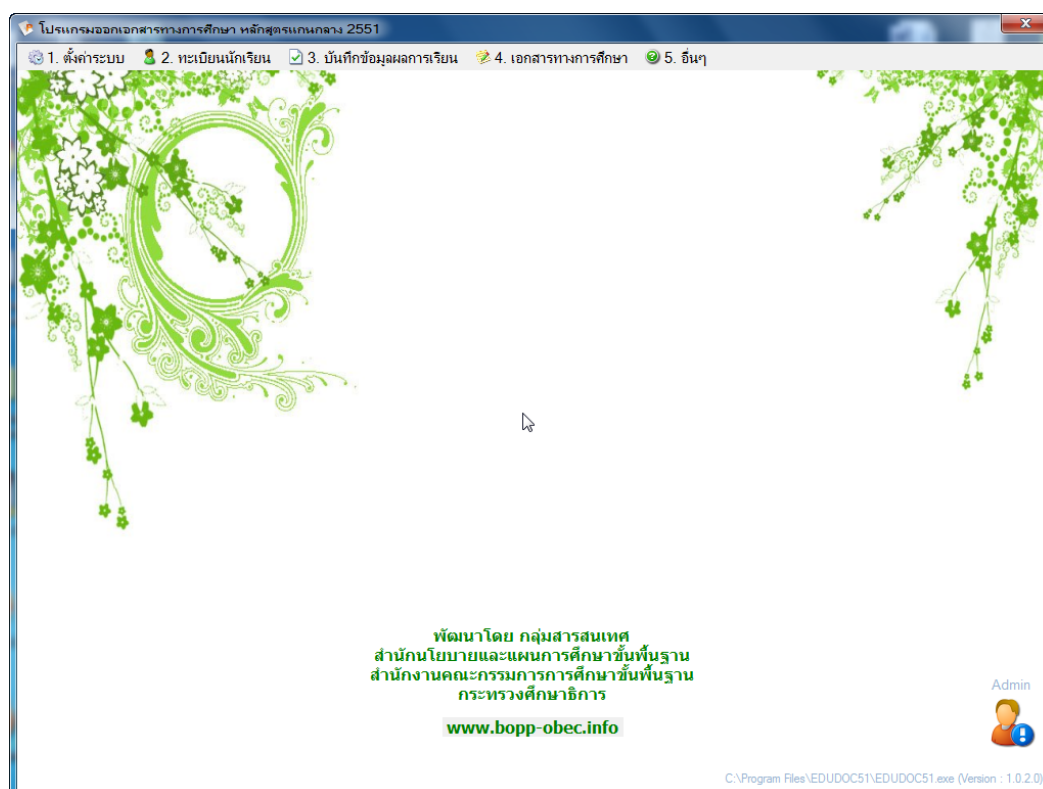 โปรแกรมออกเอกสารทางการศึกษา หลักสูตรแกนกลาง 2551
1. ตั้งค่าระบบ 2. ทะเบียนนักเรียน 3. บันทึกข้อมูลผลการเรียน 4. เอกสารทางการศึกษา 5. อื่นๆ
พัฒนาโดย กลุ่มสารสนเทศ
สำนักนโยบายและแผนการศึกษาขั้นพื้นฐาน
สำนักงานคณะกรรมการการศึกษาขั้นพื้นฐาน
กระทรวงศึกษาธิการ
www.bopp-obec.info
Admin
C:\Program Files\EDUDOC51\EDUDOC51.exe (Version : 1.0.2.0)